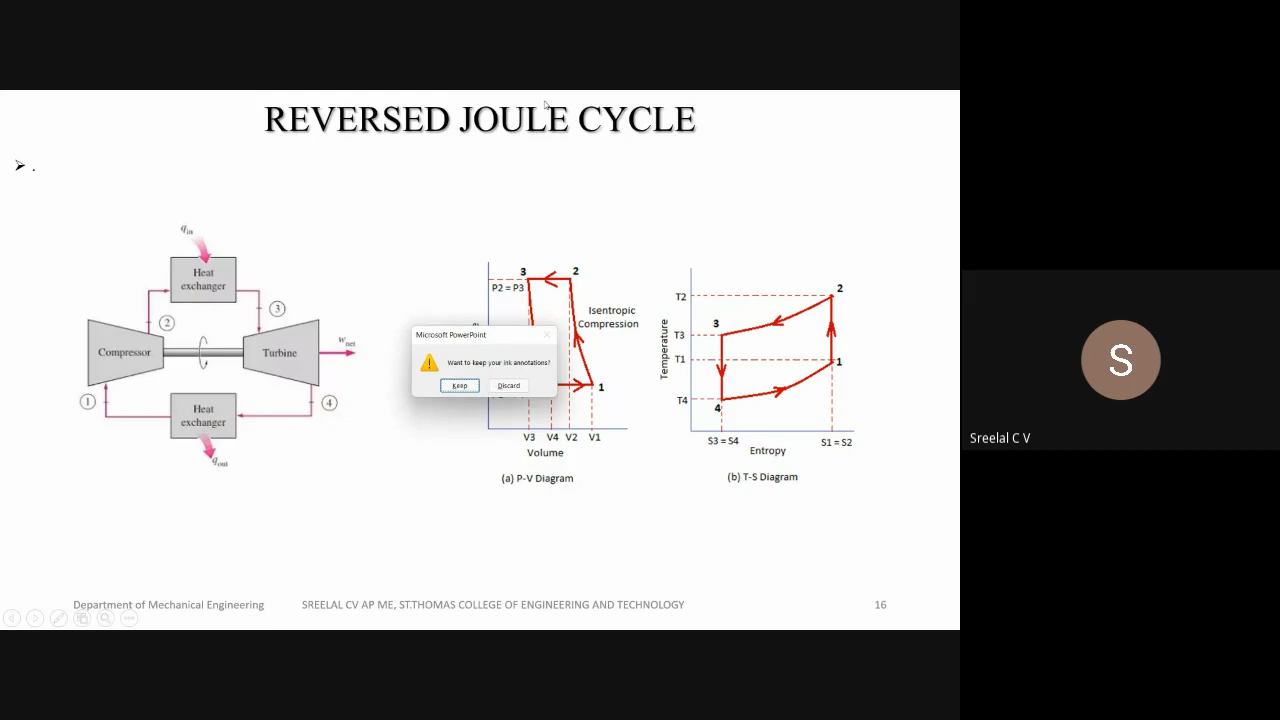 REVERSED JOULE CYCLE
.
qin
Heat
exchanger
3
2
Compressor
Turbine
wnet
1
4
Heat
exchanger
qout
3
2
P2 = P3
Isentropic
Compression
1
V3
V4
V2
V1
Volume
(a) P-V Diagram
Microsoft PowerPoint
Want to keep your ink annotations?
Keep
Discard
Temperature
T2
T3
T1
T4
2
3
1
4
S3 = S4
S1 = S2
Entropy
(b) T-S Diagram
Department of Mechanical Engineering
SREELAL CV AP ME, ST.THOMAS COLLEGE OF ENGINEERING AND TECHNOLOGY
16
S
Sreelal C V